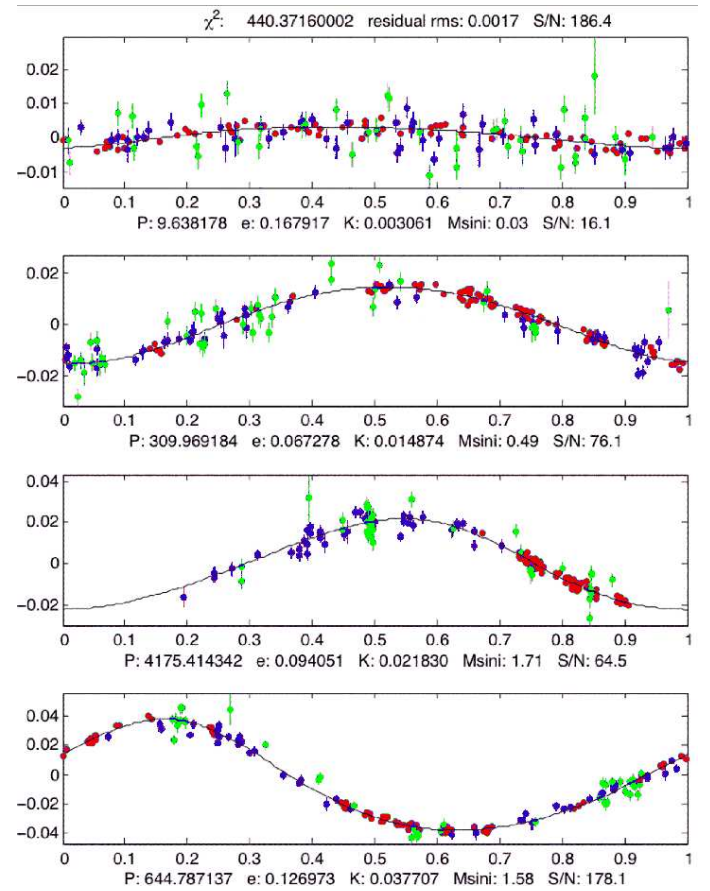 χ²: 440.37160002 residual rms: 0.0017 S/N: 186.4
0.02
0.01
0
−0.01
0 0.1 0.2 0.3 0.4 0.5 0.6 0.7 0.8 0.9 1
P: 9.638178 e: 0.167917 K: 0.003061 Msini: 0.03 S/N: 16.1
0.02
0
−0.02
0 0.1 0.2 0.3 0.4 0.5 0.6 0.7 0.8 0.9 1
P: 309.969184 e: 0.067278 K: 0.014874 Msini: 0.49 S/N: 76.1
0.04
0.02
0
−0.02
0 0.1 0.2 0.3 0.4 0.5 0.6 0.7 0.8 0.9 1
P: 4175.414342 e: 0.094051 K: 0.021830 Msini: 1.71 S/N: 64.5
0.04
0.02
0
−0.02
−0.04
0 0.1 0.2 0.3 0.4 0.5 0.6 0.7 0.8 0.9 1
P: 644.787137 e: 0.126973 K: 0.037707 Msini: 1.58 S/N: 178.1